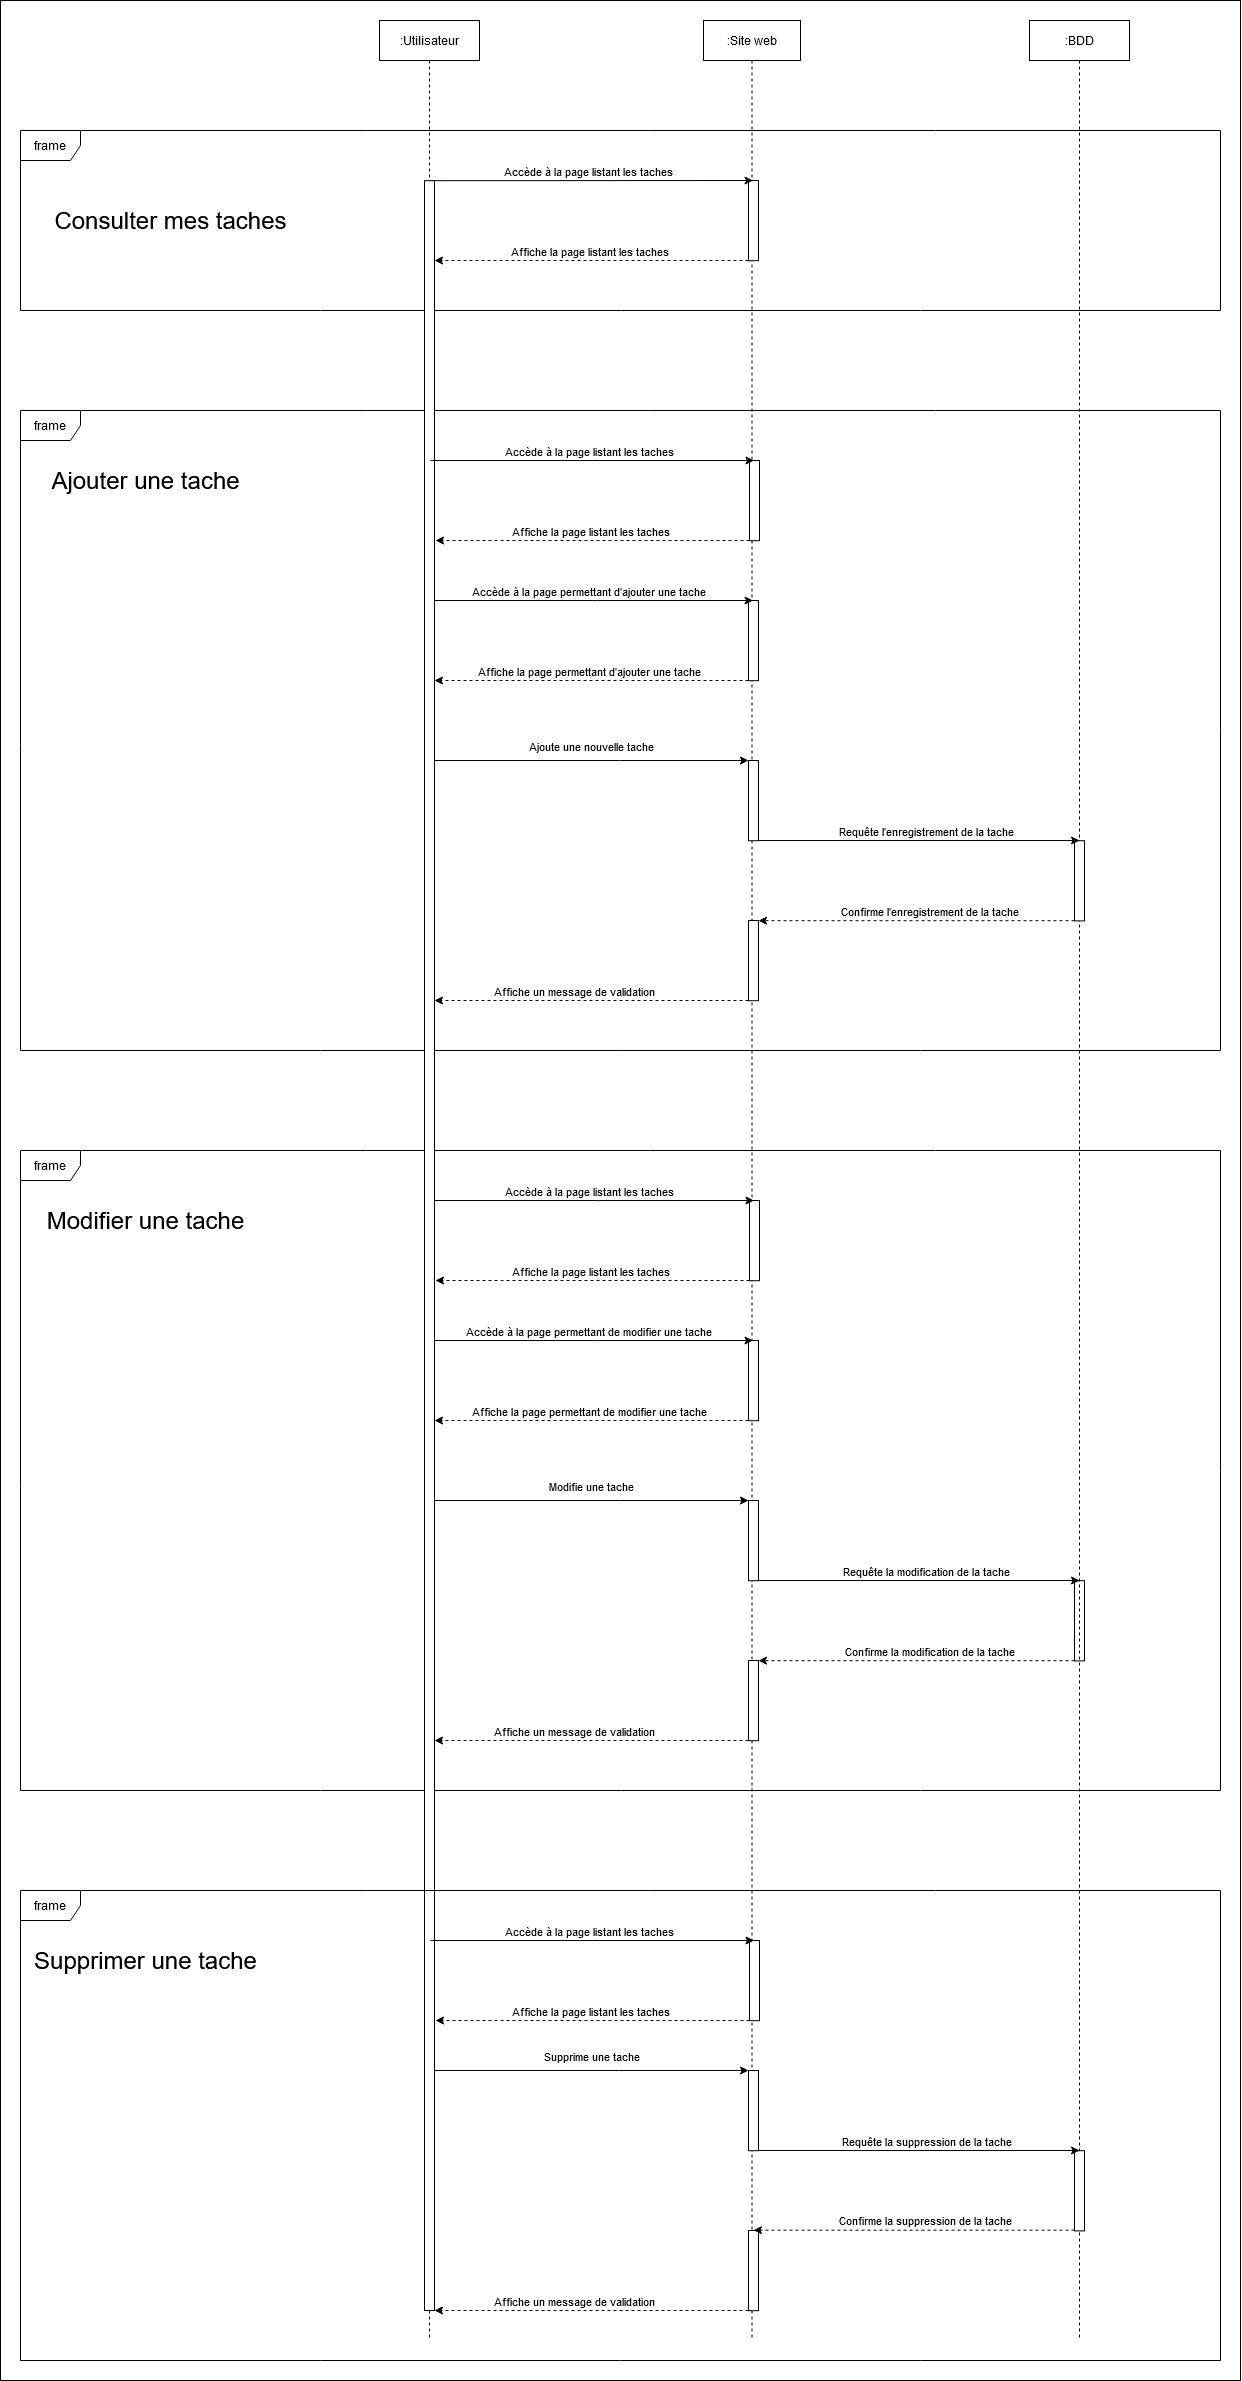 :Utilisateur
:Site web
:BDD
frame
Accède à la page listant les taches
Consulter mes taches
Affiche la page listant les taches
frame
Accède à la page listant les taches
Ajouter une tache
Affiche la page listant les taches
Accède à la page permettant d'ajouter une tache
Affiche la page permettant d'ajouter une tache
Ajoute une nouvelle tache
Requête l'enregistrement de la tache
Confirme l'enregistrement de la tache
Affiche un message de validation
frame
Accède à la page listant les taches
Modifier une tache
Affiche la page listant les taches
Accède à la page permettant de modifier une tache
Affiche la page permettant de modifier une tache
Modifie une tache
Requête la modification de la tache
Confirme la modification de la tache
Affiche un message de validation
frame
Accède à la page listant les taches
Supprimer une tache
Affiche la page listant les taches
Supprime une tache
Requête la suppression de la tache
Confirme la suppression de la tache
Affiche un message de validation